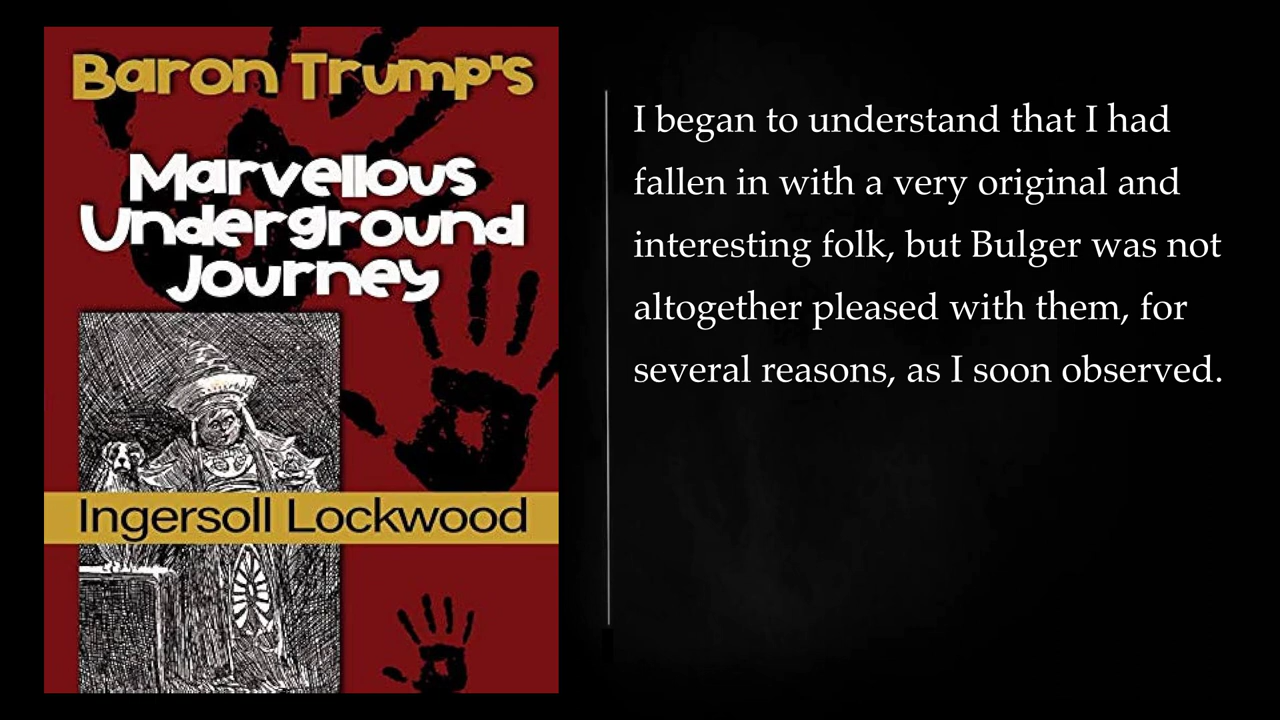 Baron Trump's
Marvellous
Underground
Journey
Ingersoll Lockwood
I began to understand that I had
fallen in with a very original and
interesting folk, but Bulger was not
altogether pleased with them, for
several reasons, as I soon observed.